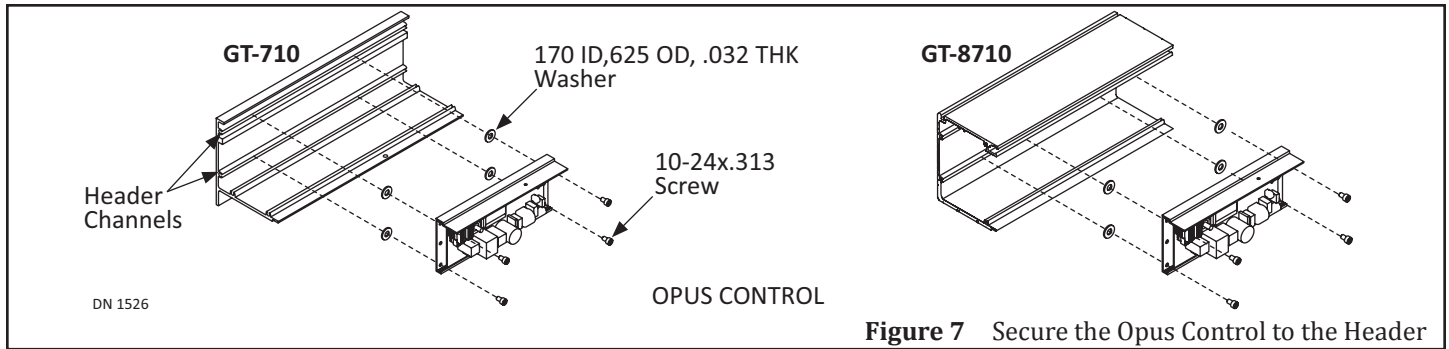 GT-710
170 ID,625 OD, .032 THK
Washer
10-24x.313
Screw
Header
Channels
GT-8710
OPUS CONTROL
DN 1526
Figure 7 Secure the Opus Control to the Header